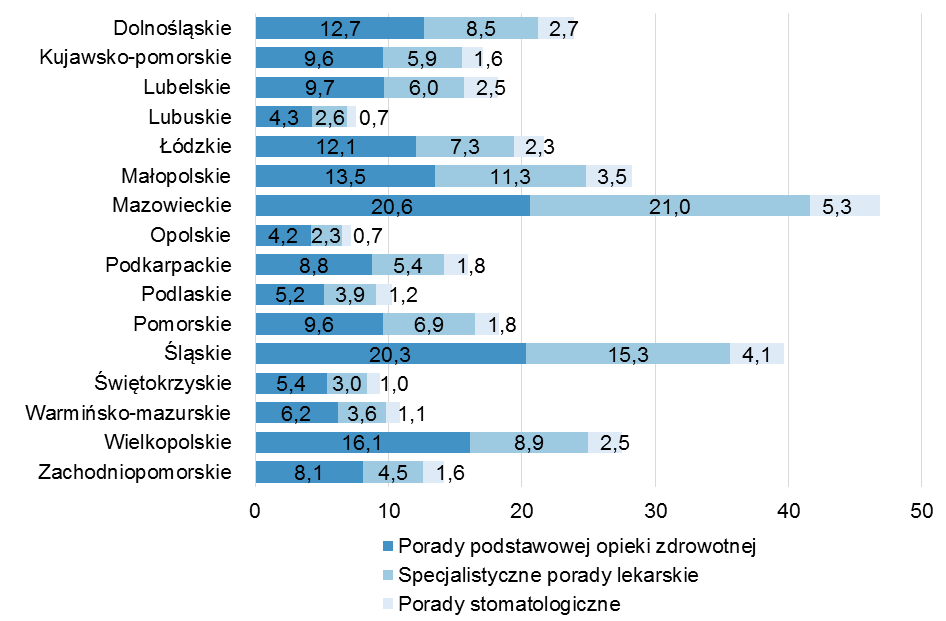 Dolnośląskie 12,7 8,5 2,7
Kujawsko-pomorskie 9,6 5,9 1,6
Lubelskie 9,7 6,0 2,5
Lubuskie 4,3 2,6 0,7
Łódzkie 12,1 7,3 2,3
Małopolskie 13,5 11,3 3,5
Mazowieckie 20,6 21,0 5,3
Opolskie 4,2 2,3 0,7
Podkarpackie 8,8 5,4 1,8
Podlaskie 5,2 3,9 1,2
Pomorskie 9,6 6,9 1,8
Śląskie 20,3 15,3 4,1
Świętokrzyskie 5,4 3,0 1,0
Warmińsko-mazurskie 6,2 3,6 1,1
Wielkopolskie 16,1 8,9 2,5
Zachodniopomorskie 8,1 4,5 1,6
0 10 20 30 40 50
Porady podstawowej opieki zdrowotnej
Specjalistyczne porady lekarskie
Porady stomatologiczne